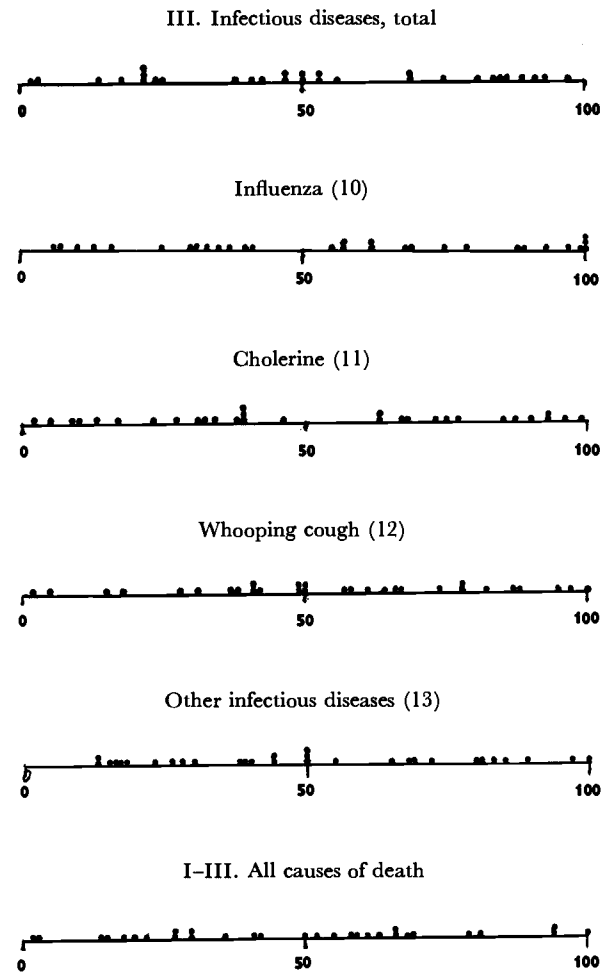 III. Infectious diseases, total
0 50 100
Influenza (10)
0 50 100
Cholerine (11)
0 50 100
Whooping cough (12)
0 50 100
Other infectious diseases (13)
0 50 100
I–III. All causes of death
0 50 100